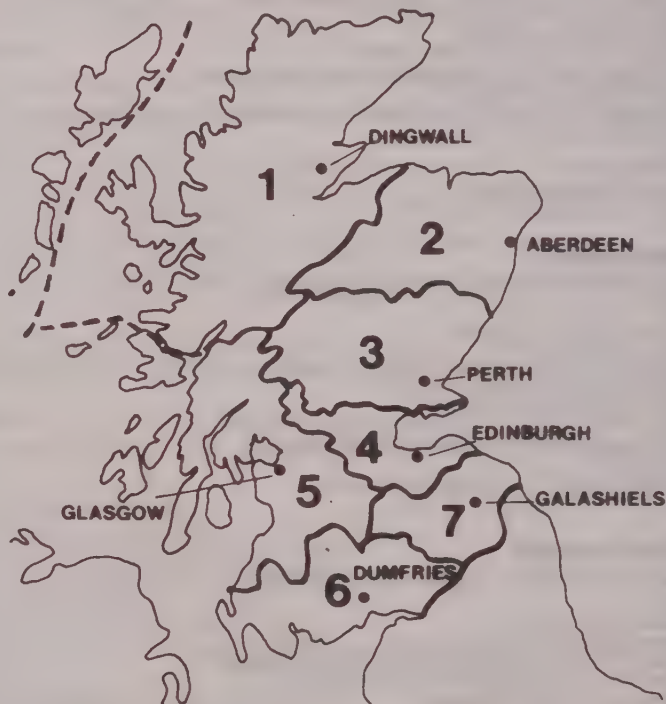 DINGWALL
1
2
ABERDEEN
3
PERTH
EDINBURGH
4
5
GLASGOW
7
GALASHIELS
DUMFRIES
6